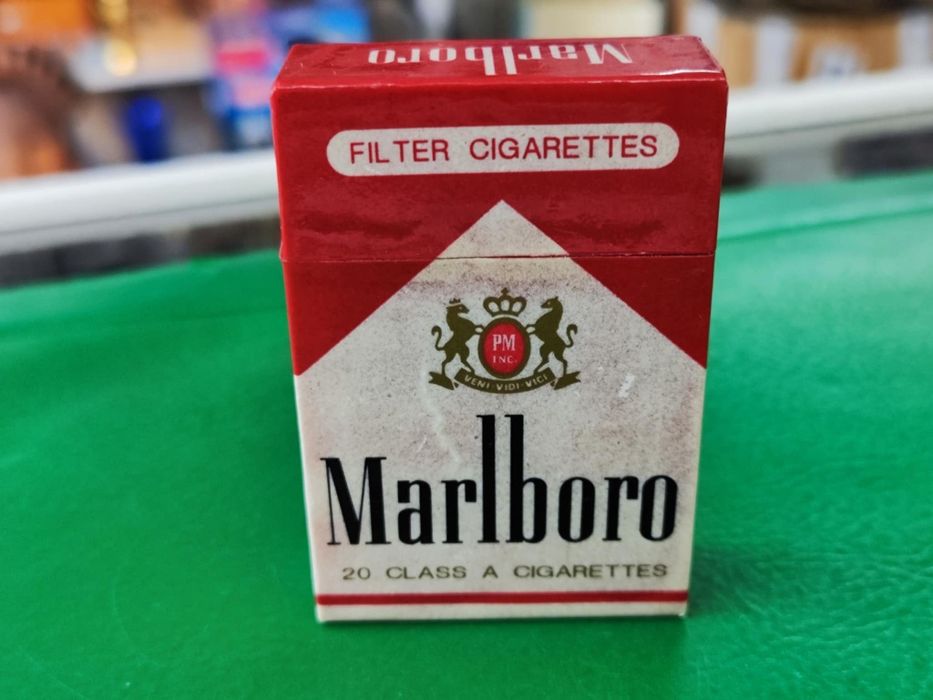 Marlboro
FILTER CIGARETTES
PM
INC.
VENI·VIDI·VICI
Marlboro
20 CLASS A CIGARETTES